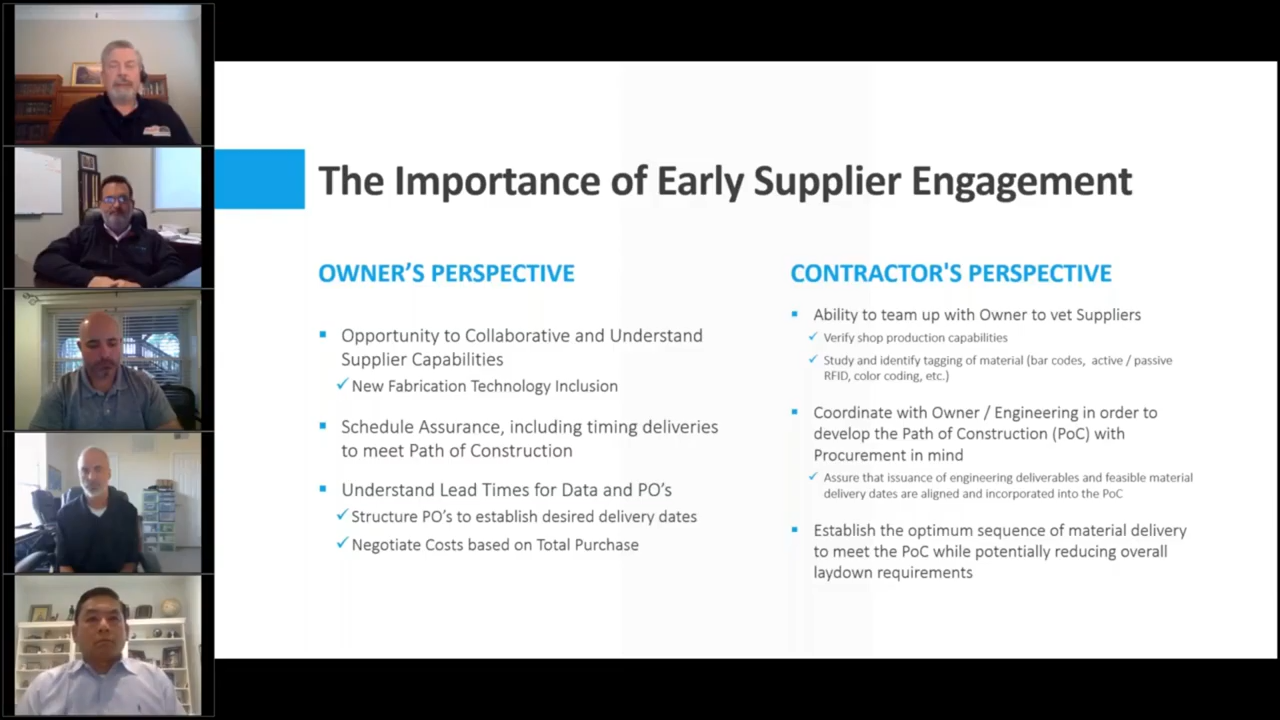 The Importance of Early Supplier Engagement
OWNER'S PERSPECTIVE
Opportunity to Collaborative and Understand
Supplier Capabilities
New Fabrication Technology Inclusion
Schedule Assurance, including timing deliveries
to meet Path of Construction
Understand Lead Times for Data and PO's
Structure PO's to establish desired delivery dates
Negotiate Costs based on Total Purchase
CONTRACTOR'S PERSPECTIVE
Ability to team up with Owner to vet Suppliers
Verify shop production capabilities
Study and identify tagging of material (bar codes, active / passive
RFID, color coding, etc.)
Coordinate with Owner / Engineering in order to
develop the Path of Construction (PoC) with
Procurement in mind
Assure that issuance of engineering deliverables and feasible material
delivery dates are aligned and incorporated into the PoC
Establish the optimum sequence of material delivery
to meet the PoC while potentially reducing overall
laydown requirements